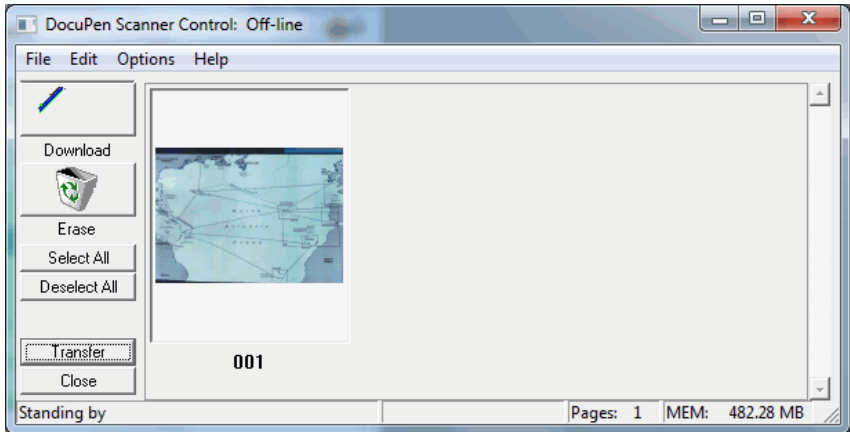 DocuPen Scanner Control: Off-line
File Edit Options Help
Download
Erase
Select All
Deselect All
Transfer
Close
001
Standing by
Pages: 1 MEM: 482.28 MB